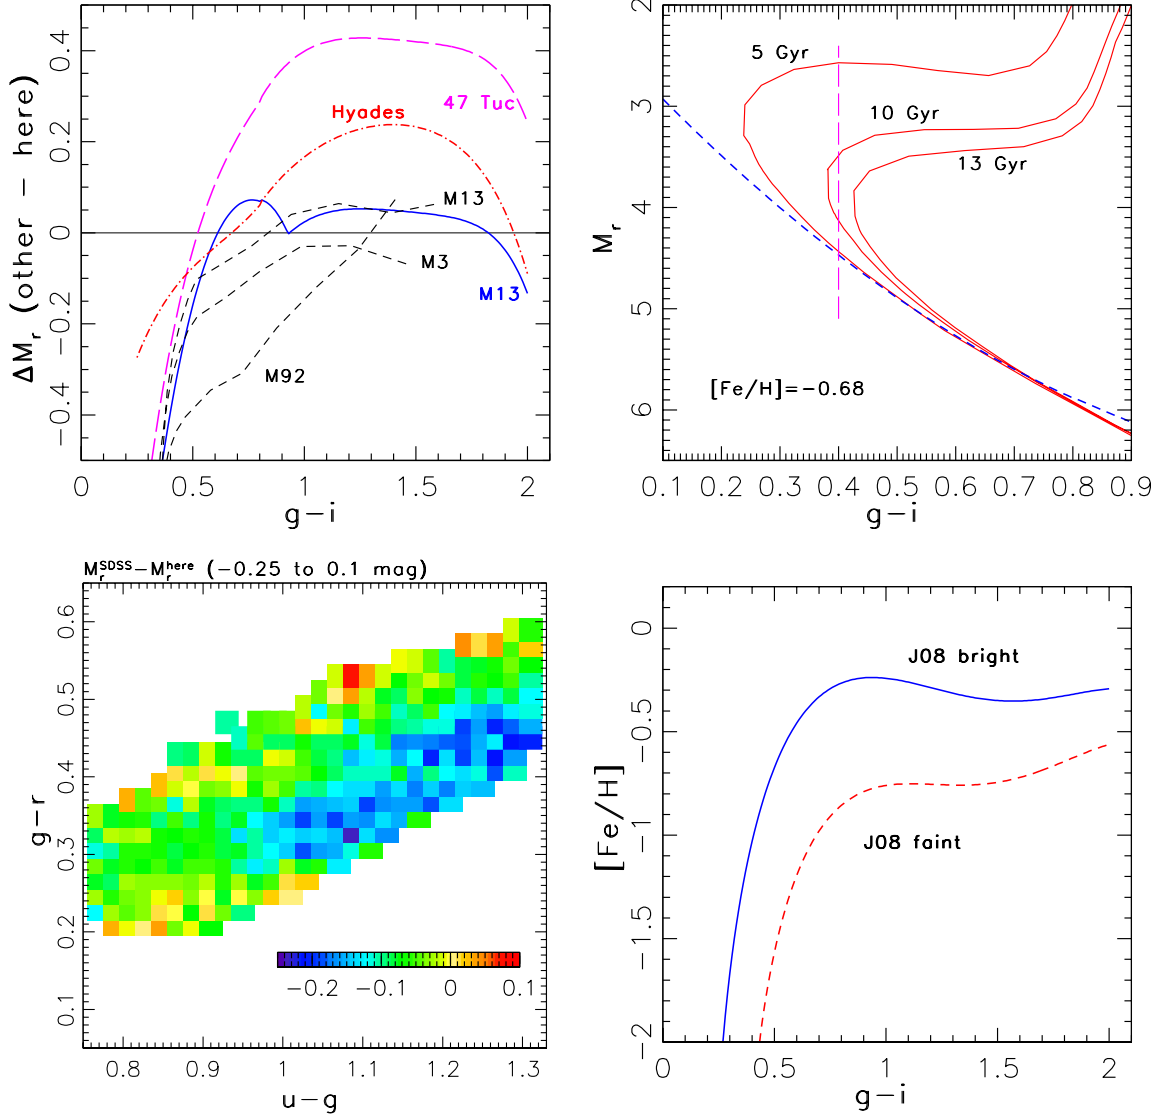 ΔM_r (other − here)
0.4
0.2
0
−0.2
−0.4
47 Tuc
Hyades
M13
M3
M13
M92
0 0.5 1 1.5 2
g−i
M_r
2
3
4
5
6
5 Gyr
10 Gyr
13 Gyr
[Fe/H]=−0.68
0.1 0.2 0.3 0.4 0.5 0.6 0.7 0.8 0.9
g−i
M_r^SDSS−M_r^here (−0.25 to 0.1 mag)
g−r
0.6
0.5
0.4
0.3
0.2
0.1
−0.2 −0.1 0 0.1
0.8 0.9 1 1.1 1.2 1.3
u−g
[Fe/H]
0
−0.5
−1
−1.5
−2
J08 bright
J08 faint
0 0.5 1 1.5 2
g−i